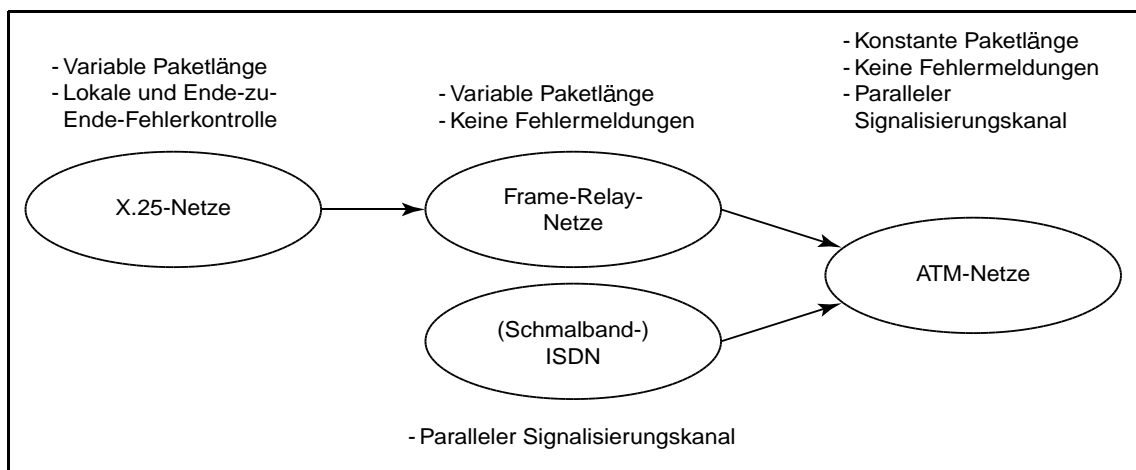 - Variable Paketlänge
- Lokale und Ende-zu-
Ende-Fehlerkontrolle
X.25-Netze
- Variable Paketlänge
- Keine Fehlermeldungen
Frame-Relay-
Netze
(Schmalband-)
ISDN
- Paralleler Signalisierungskanal
- Konstante Paketlänge
- Keine Fehlermeldungen
- Paralleler
Signalisierungskanal
ATM-Netze